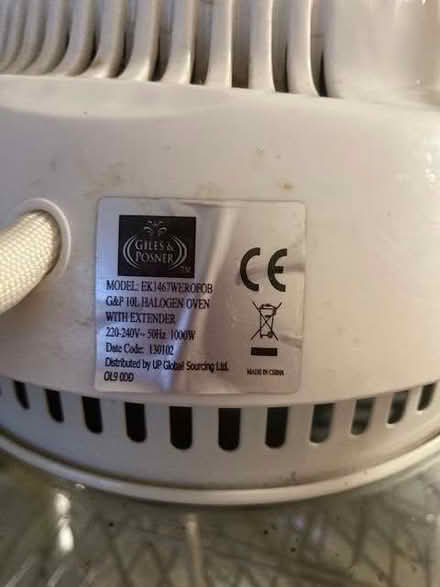 GILES &
POSNER
TM
MODEL: EK1467WEROFOB
G&P 10L HALOGEN OVEN
WITH EXTENDER
220-240V~ 50Hz 1000W
Date Code: 130102
Distributed by UP Global Sourcing Ltd.
OL9 0DD
CE
MADE IN CHINA